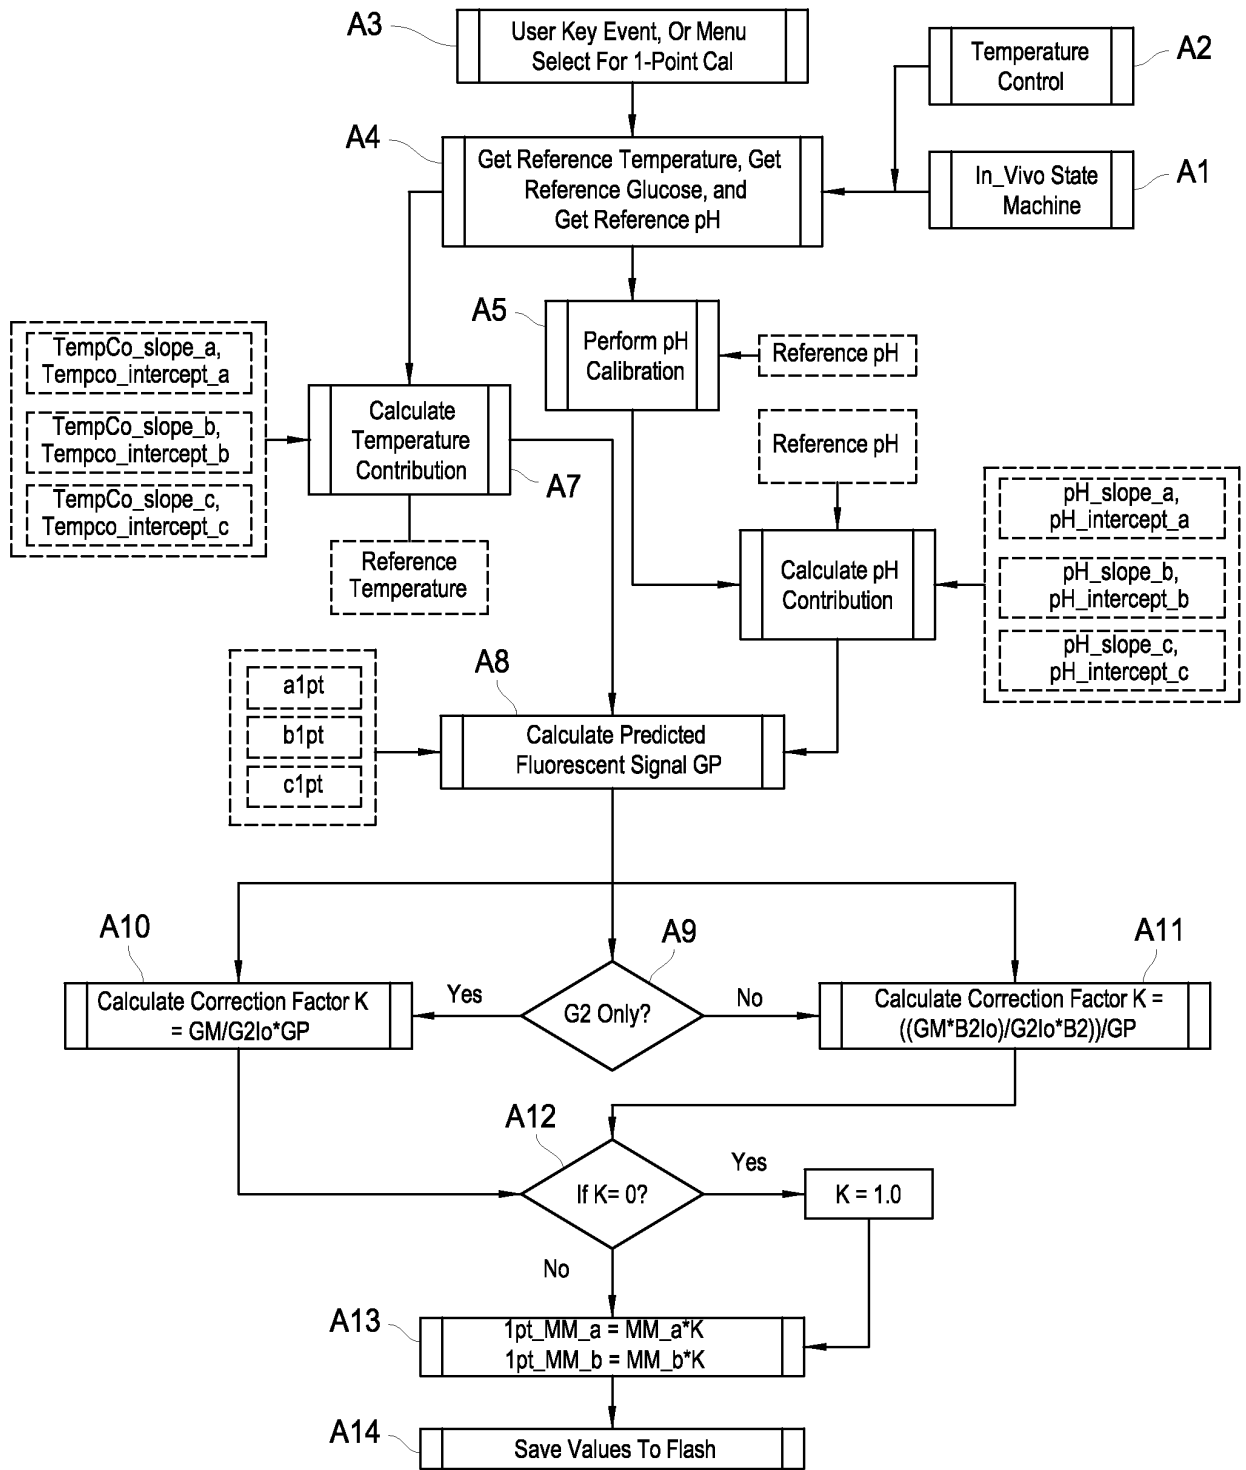 A3
User Key Event, Or Menu
Select For 1-Point Cal
Temperature
Control
A2
A4
Get Reference Temperature, Get
Reference Glucose, and
Get Reference pH
In_Vivo State
Machine
A1
A5
Perform pH
Calibration
Reference pH
TempCo_slope_a,
Tempco_intercept_a
TempCo_slope_b,
Tempco_intercept_b
TempCo_slope_c,
Tempco_intercept_c
Calculate
Temperature
Contribution
A7
Reference
Temperature
Reference pH
Calculate pH
Contribution
pH_slope_a,
pH_intercept_a
pH_slope_b,
pH_intercept_b
pH_slope_c,
pH_intercept_c
a1pt
b1pt
c1pt
A8
Calculate Predicted
Fluorescent Signal GP
A10
Calculate Correction Factor K
= GM/G2Io*GP
Yes
A9
G2 Only?
No
A11
Calculate Correction Factor K =
((GM*B2Io)/G2Io*B2))/GP
A12
If K= 0?
Yes
K = 1.0
No
A13
1pt_MM_a = MM_a*K
1pt_MM_b = MM_b*K
A14
Save Values To Flash